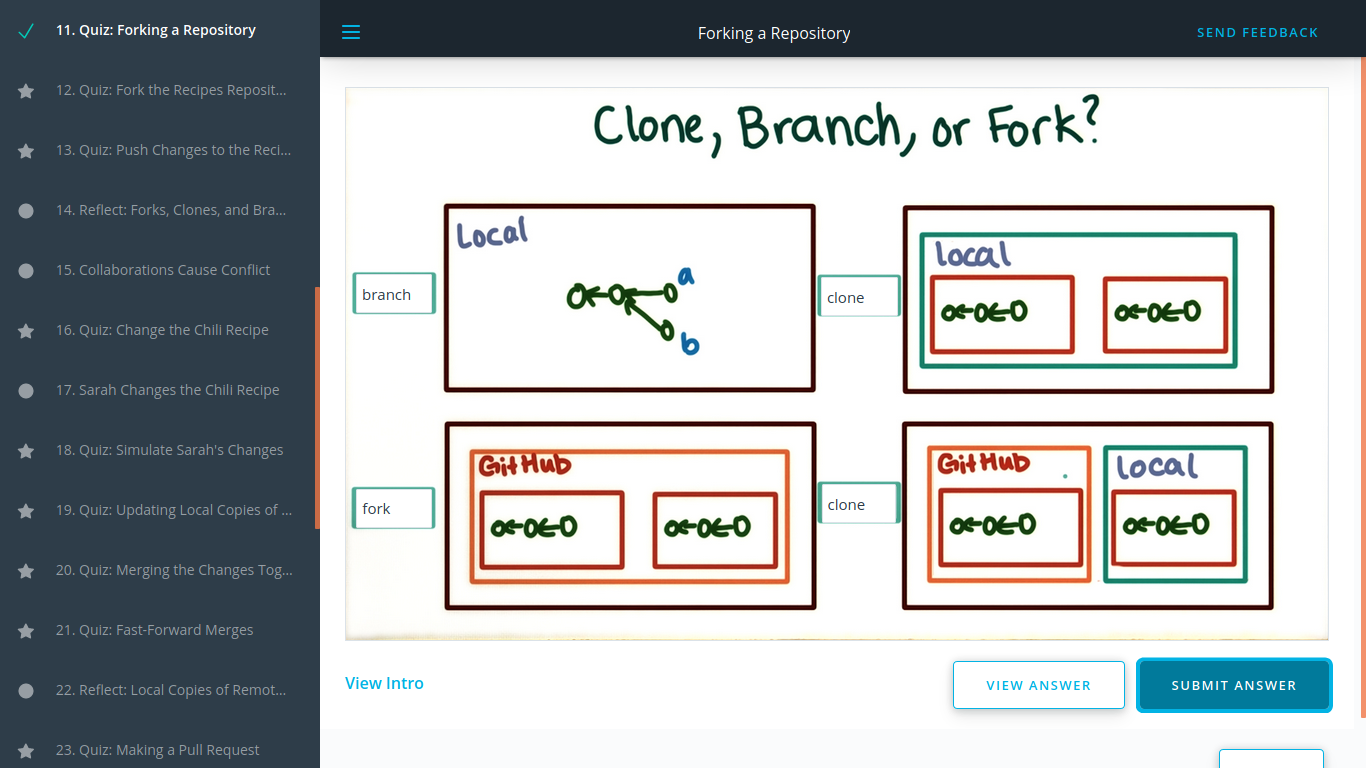 11. Quiz: Forking a Repository
12. Quiz: Fork the Recipes Reposit...
13. Quiz: Push Changes to the Reci...
14. Reflect: Forks, Clones, and Bra...
15. Collaborations Cause Conflict
16. Quiz: Change the Chili Recipe
17. Sarah Changes the Chili Recipe
18. Quiz: Simulate Sarah's Changes
19. Quiz: Updating Local Copies of ...
20. Quiz: Merging the Changes Tog...
21. Quiz: Fast-Forward Merges
22. Reflect: Local Copies of Remot...
23. Quiz: Making a Pull Request
Forking a Repository
SEND FEEDBACK
Clone, Branch, or Fork?
branch
Local
a
b
clone
local
fork
GitHub
clone
GitHub
local
View Intro
VIEW ANSWER
SUBMIT ANSWER